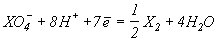 XO₄⁻ + 8H⁺ + 7e̅ = 1/2 X₂ + 4H₂O